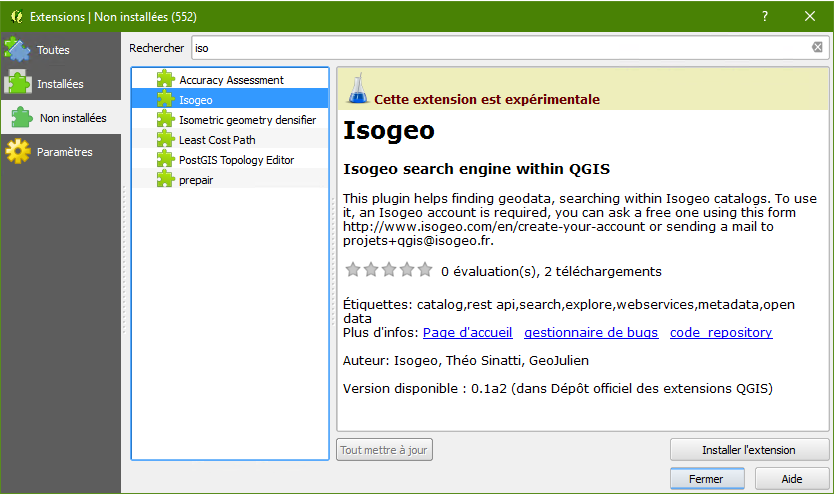 Extensions | Non installées (552)
?
Toutes
Installées
Non installées
Paramètres
Rechercher iso
Accuracy Assessment
Isogeo
Isometric geometry densifier
Least Cost Path
PostGIS Topology Editor
prepair
Cette extension est expérimentale
Isogeo
Isogeo search engine within QGIS
This plugin helps finding geodata, searching within Isogeo catalogs. To use
it, an Isogeo account is required, you can ask a free one using this form
http://www.isogeo.com/en/create-your-account or sending a mail to
projets+qgis@isogeo.fr.
0 évaluation(s), 2 téléchargements
Étiquettes: catalog,rest api,search,explore,webservices,metadata,open
data
Plus d'infos: Page d'accueil gestionnaire de bugs code_repository
Auteur: Isogeo, Théo Sinatti, GeoJulien
Version disponible : 0.1a2 (dans Dépôt officiel des extensions QGIS)
Tout mettre à jour
Installer l'extension
Fermer
Aide